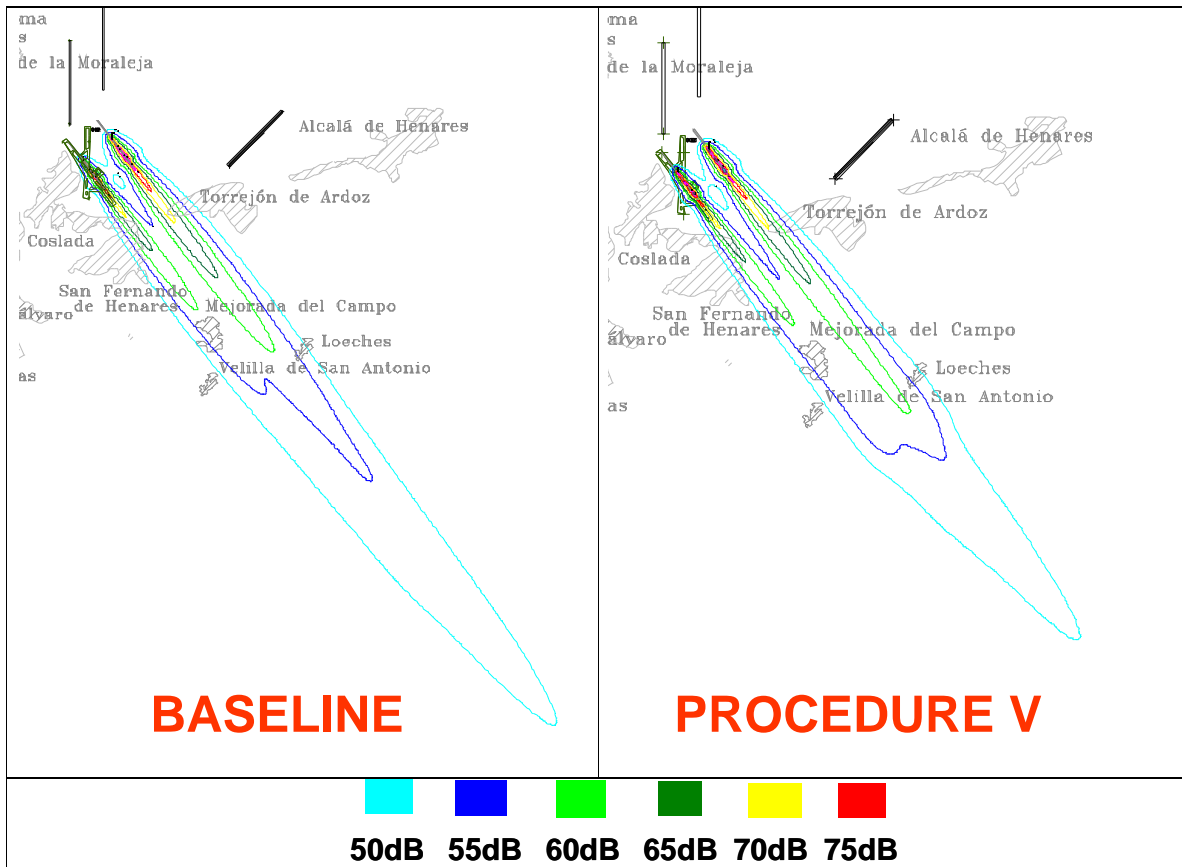 oma
s
de la Moraleja
Alcalá de Henares
Torrejón de Ardoz
Coslada
San Fernando
de Henares
Mejorada del Campo
álvaro
Loeches
Velilla de San Antonio
as
BASELINE
ma
s
de la Moraleja
Alcalá de Henares
Torrejón de Ardoz
Coslada
San Fernando
de Henares
Mejorada del Campo
álvaro
Loeches
Velilla de San Antonio
as
PROCEDURE V
50dB 55dB 60dB 65dB 70dB 75dB